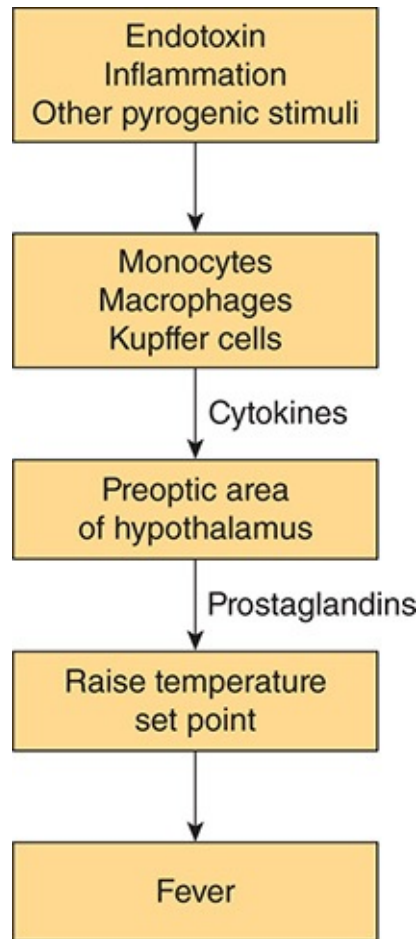 Endotoxin
Inflammation
Other pyrogenic stimuli
Monocytes
Macrophages
Kupffer cells
Cytokines
Preoptic area
of hypothalamus
Prostaglandins
Raise temperature
set point
Fever